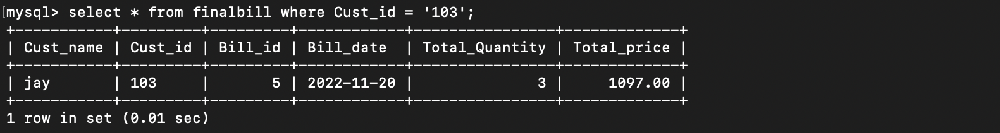 [mysql> select * from finalbill where Cust_id = '103';
+-----------+---------+---------+------------+----------------+-------------+
| Cust_name | Cust_id | Bill_id | Bill_date  | Total_Quantity | Total_price |
+-----------+---------+---------+------------+----------------+-------------+
| jay       | 103     |       5 | 2022-11-20 |              3 |     1097.00 |
+-----------+---------+---------+------------+----------------+-------------+
1 row in set (0.01 sec)